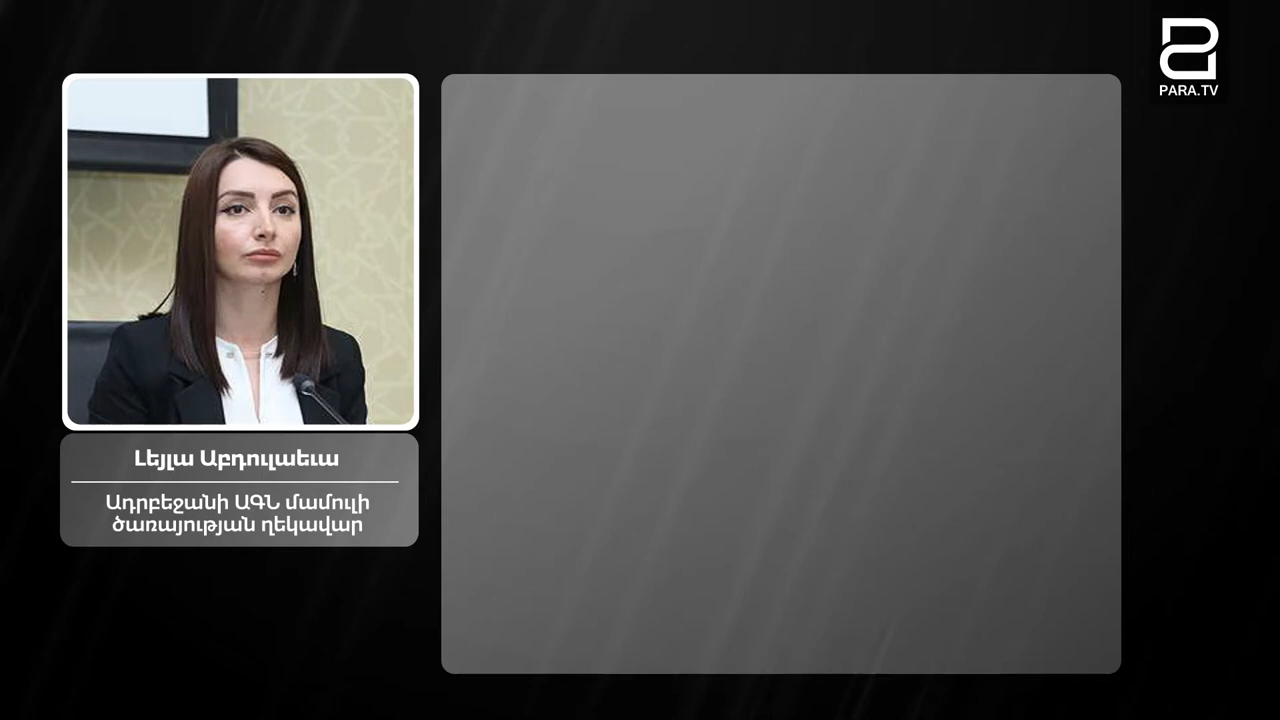 PARA.TV
Լեյլա Աբդուլաեւա
Ադրբեջանի ԱԳՆ մամուլի
ծառայության ղեկավար